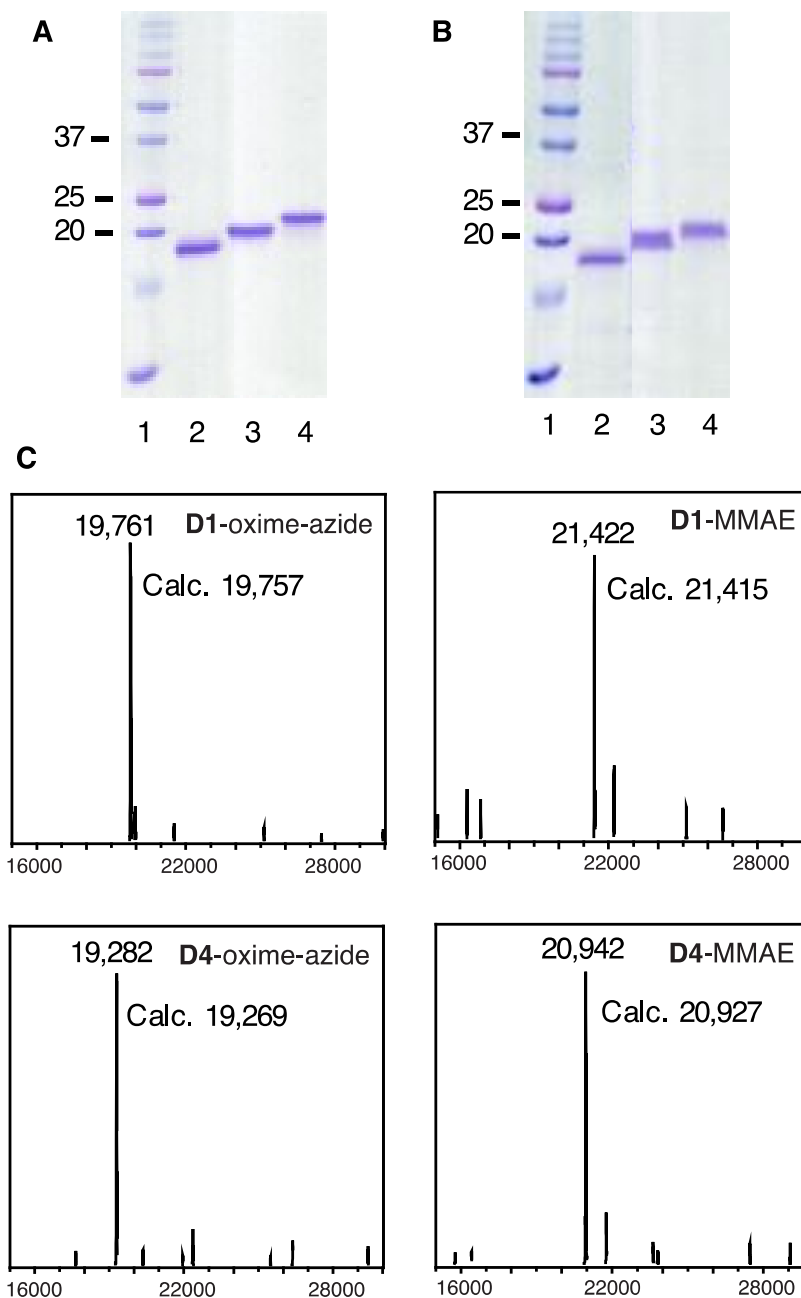 A
B
37
25
20
37
25
20
1 2 3 4
1 2 3 4
C
19,761 D1-oxime-azide
Calc. 19,757
16000 22000 28000
D1-MMAE
21,422
Calc. 21,415
16000 22000 28000
19,282 D4-oxime-azide
Calc. 19,269
16000 22000 28000
20,942 D4-MMAE
Calc. 20,927
16000 22000 28000